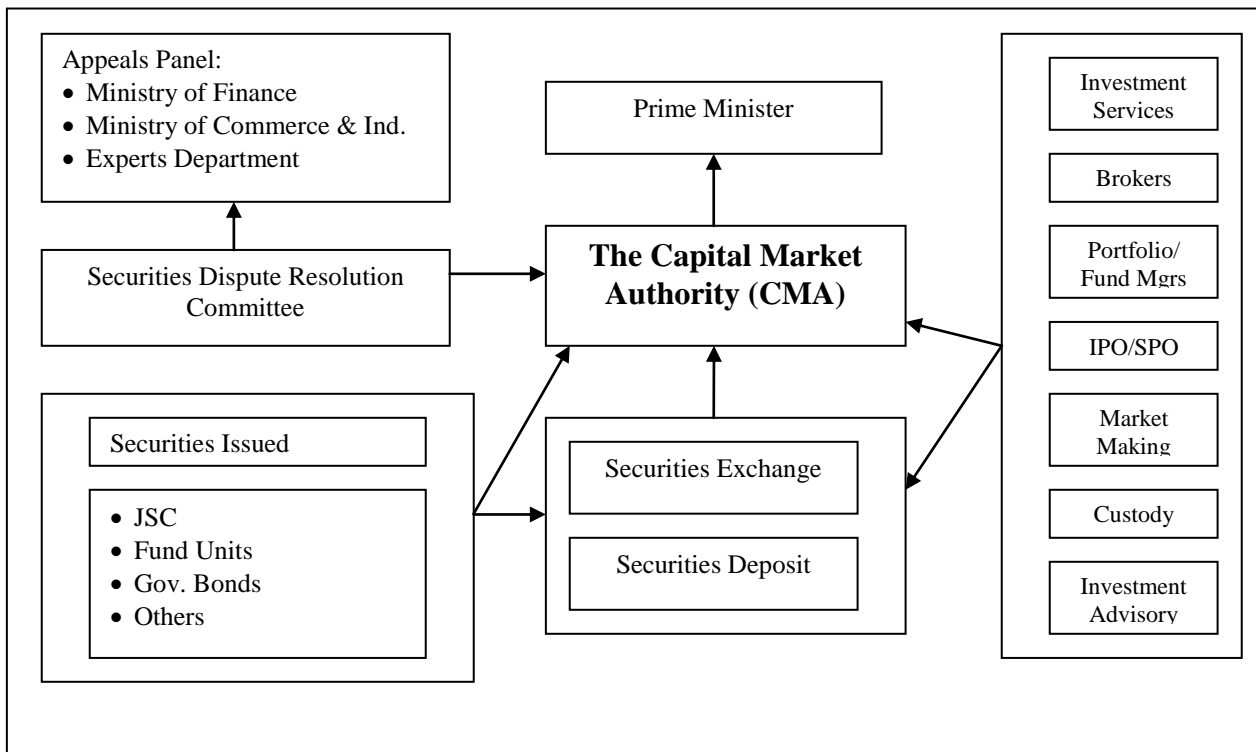 Appeals Panel:
• Ministry of Finance
• Ministry of Commerce & Ind.
• Experts Department
Prime Minister
Securities Dispute Resolution
Committee
The Capital Market
Authority (CMA)
Securities Issued
• JSC
• Fund Units
• Gov. Bonds
• Others
Securities Exchange
Securities Deposit
Investment
Services
Brokers
Portfolio/
Fund Mgrs
IPO/SPO
Market
Making
Custody
Investment
Advisory